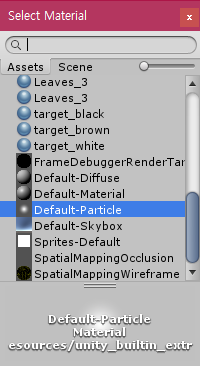 Select Material
x
Assets Scene
Leaves_3
Leaves_3
target_black
target_brown
target_white
FrameDebuggerRenderTar
Default-Diffuse
Default-Material
Default-Particle
Default-Skybox
Sprites-Default
SpatialMappingOcclusion
SpatialMappingWireframe
Default-Particle
Material
esources/unity_builtin_extr